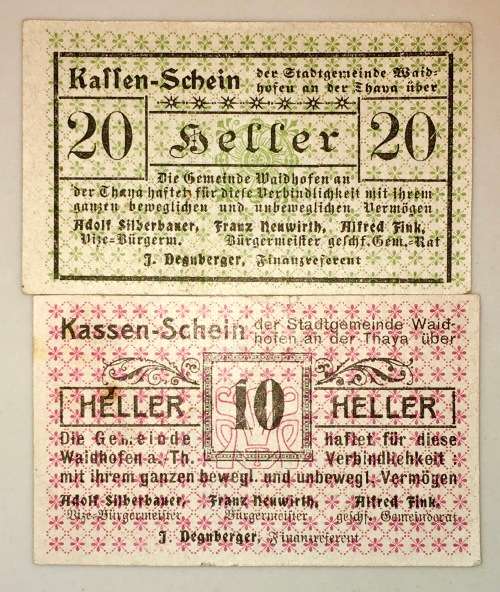 Kassen-Schein der Stadtgemeinde Waid-
hofen an der Thaya über
20 Heller 20
Die Gemeinde Waldhofen an
der Thaya haftet für diese Verbindlichkeit mit ihrem
ganzen beweglichen und unbeweglichen Vermögen
Adolf Silberbauer, Franz Neuwirth, Alfred Fink,
Vize-Bürgerm. Bürgermeister geschf. Gem.-Rat
J. Degnberger, Finanzreferent
Kassen-Schein der Stadtgemeinde Waid-
hofen an der Thaya über
HELLER 10 HELLER
Die Gemeinde haftet für diese
Waidhofen a. Th. Verbindlichkeit
mit ihrem ganzen bewegl. und unbewegl. Vermögen
Adolf Silberbauer, Franz Neuwirth, Alfred Fink,
Vize-Bürgermeister Bürgermeister geschf. Gemeinderat
J. Degnberger, Finanzreferent